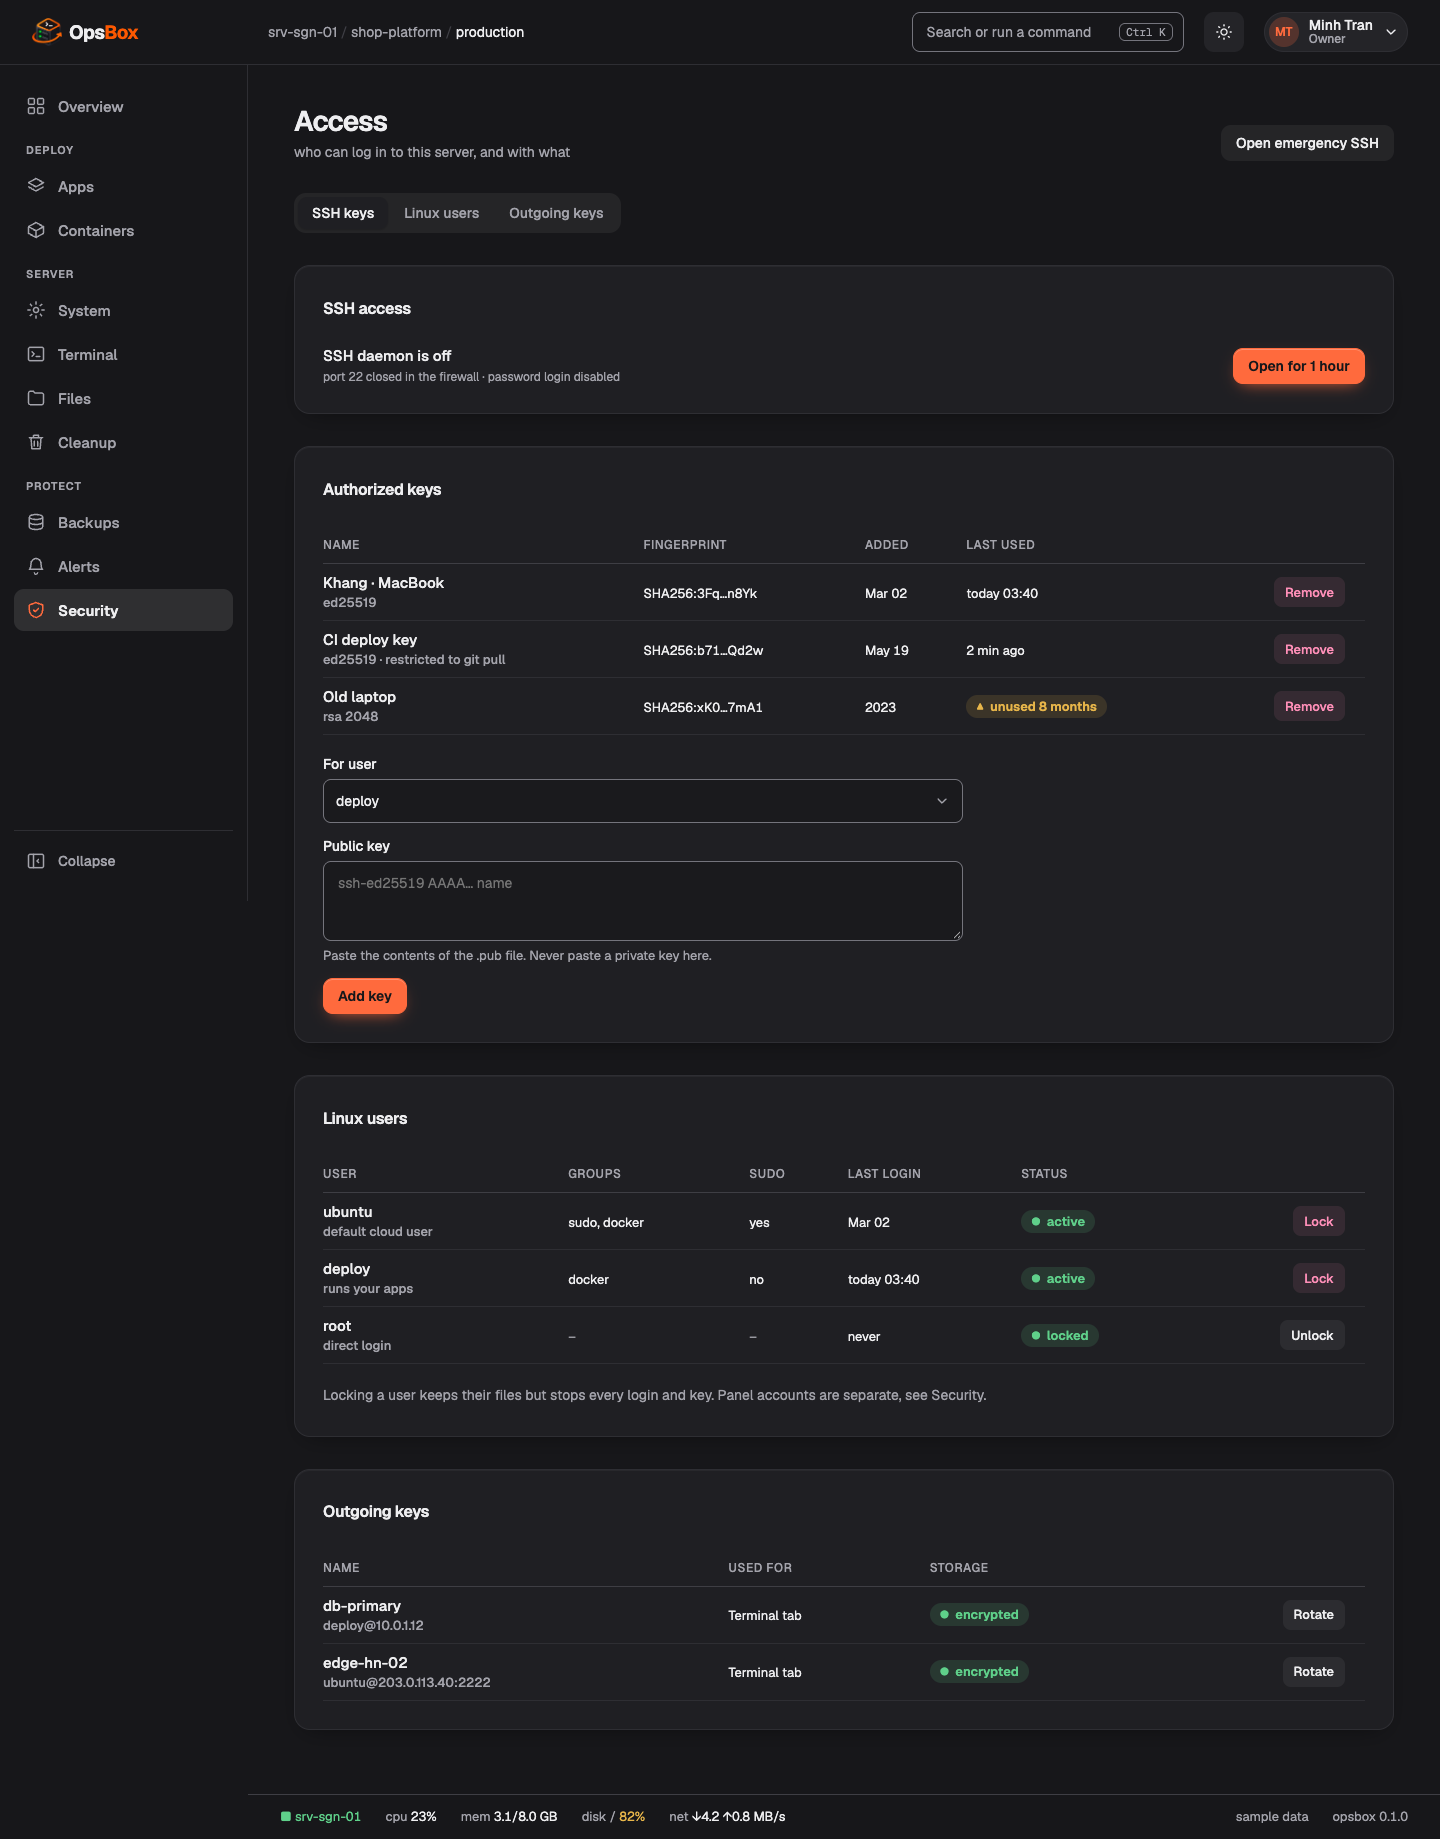 OpsBox
srv-sgn-01 / shop-platform / production
Search or run a command Ctrl K
MT Minh Tran
Owner
Overview
DEPLOY
Apps
Containers
SERVER
System
Terminal
Files
Cleanup
PROTECT
Backups
Alerts
Security
Collapse
Access
who can log in to this server, and with what
Open emergency SSH
SSH keys Linux users Outgoing keys
SSH access
SSH daemon is off
port 22 closed in the firewall · password login disabled
Open for 1 hour
Authorized keys
NAME FINGERPRINT ADDED LAST USED
Khang · MacBook
ed25519
SHA256:3Fq…n8Yk Mar 02 today 03:40 Remove
CI deploy key
ed25519 · restricted to git pull
SHA256:b71…Qd2w May 19 2 min ago Remove
Old laptop
rsa 2048
SHA256:xK0…7mA1 2023 unused 8 months Remove
For user
deploy
Public key
ssh-ed25519 AAAA… name
Paste the contents of the .pub file. Never paste a private key here.
Add key
Linux users
USER GROUPS SUDO LAST LOGIN STATUS
ubuntu
default cloud user
sudo, docker yes Mar 02 active Lock
deploy
runs your apps
docker no today 03:40 active Lock
root
direct login
– – never locked Unlock
Locking a user keeps their files but stops every login and key. Panel accounts are separate, see Security.
Outgoing keys
NAME USED FOR STORAGE
db-primary
deploy@10.0.1.12
Terminal tab encrypted Rotate
edge-hn-02
ubuntu@203.0.113.40:2222
Terminal tab encrypted Rotate
srv-sgn-01 cpu 23% mem 3.1/8.0 GB disk / 82% net ↓4.2 ↑0.8 MB/s sample data opsbox 0.1.0